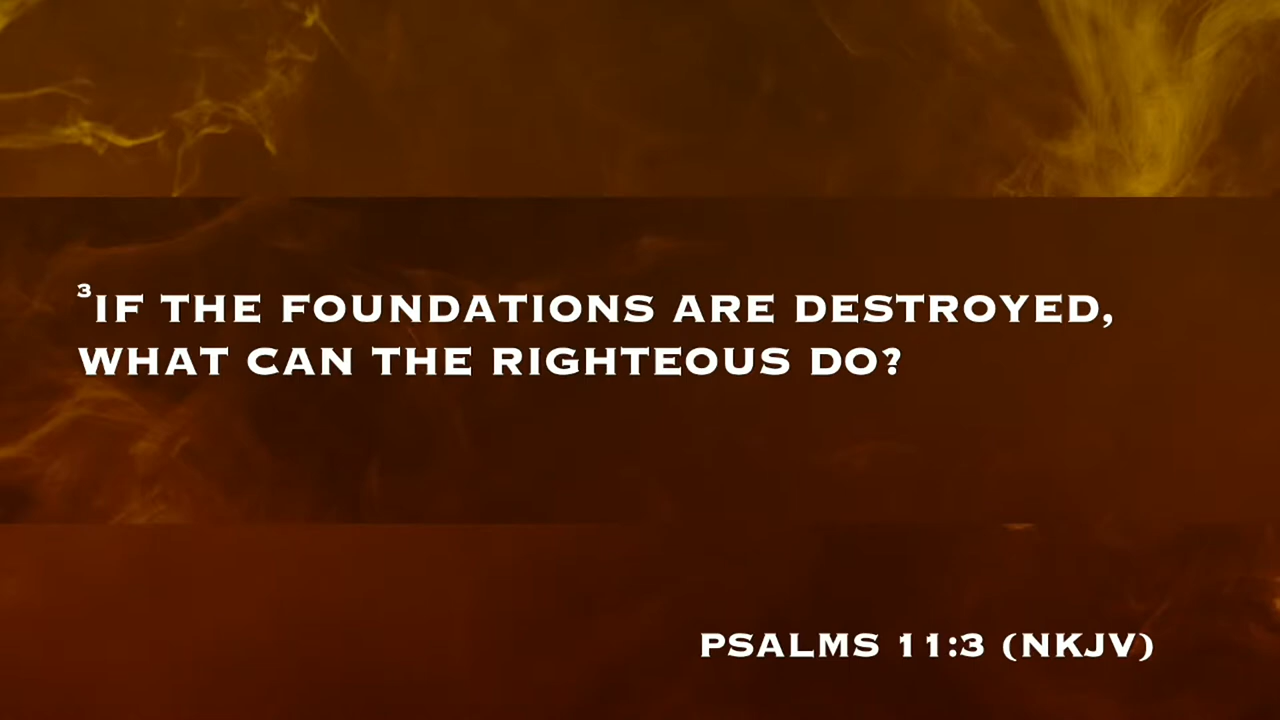 ³IF THE FOUNDATIONS ARE DESTROYED,
WHAT CAN THE RIGHTEOUS DO?
PSALMS 11:3 (NKJV)